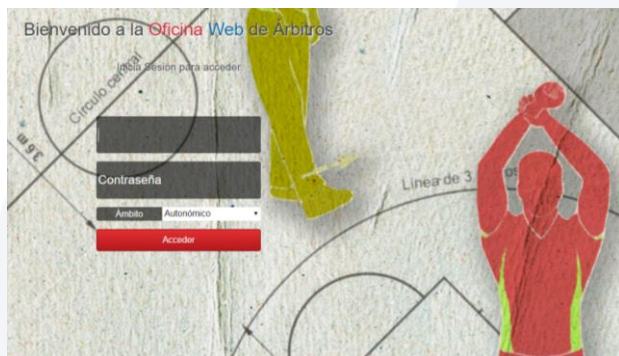 Bienvenido a la Oficina Web de Árbitros
Inicia Sesión para acceder
Círculo central
3.6 m
Contraseña
Línea de 3
os
Ámbito Autonómico
Acceder